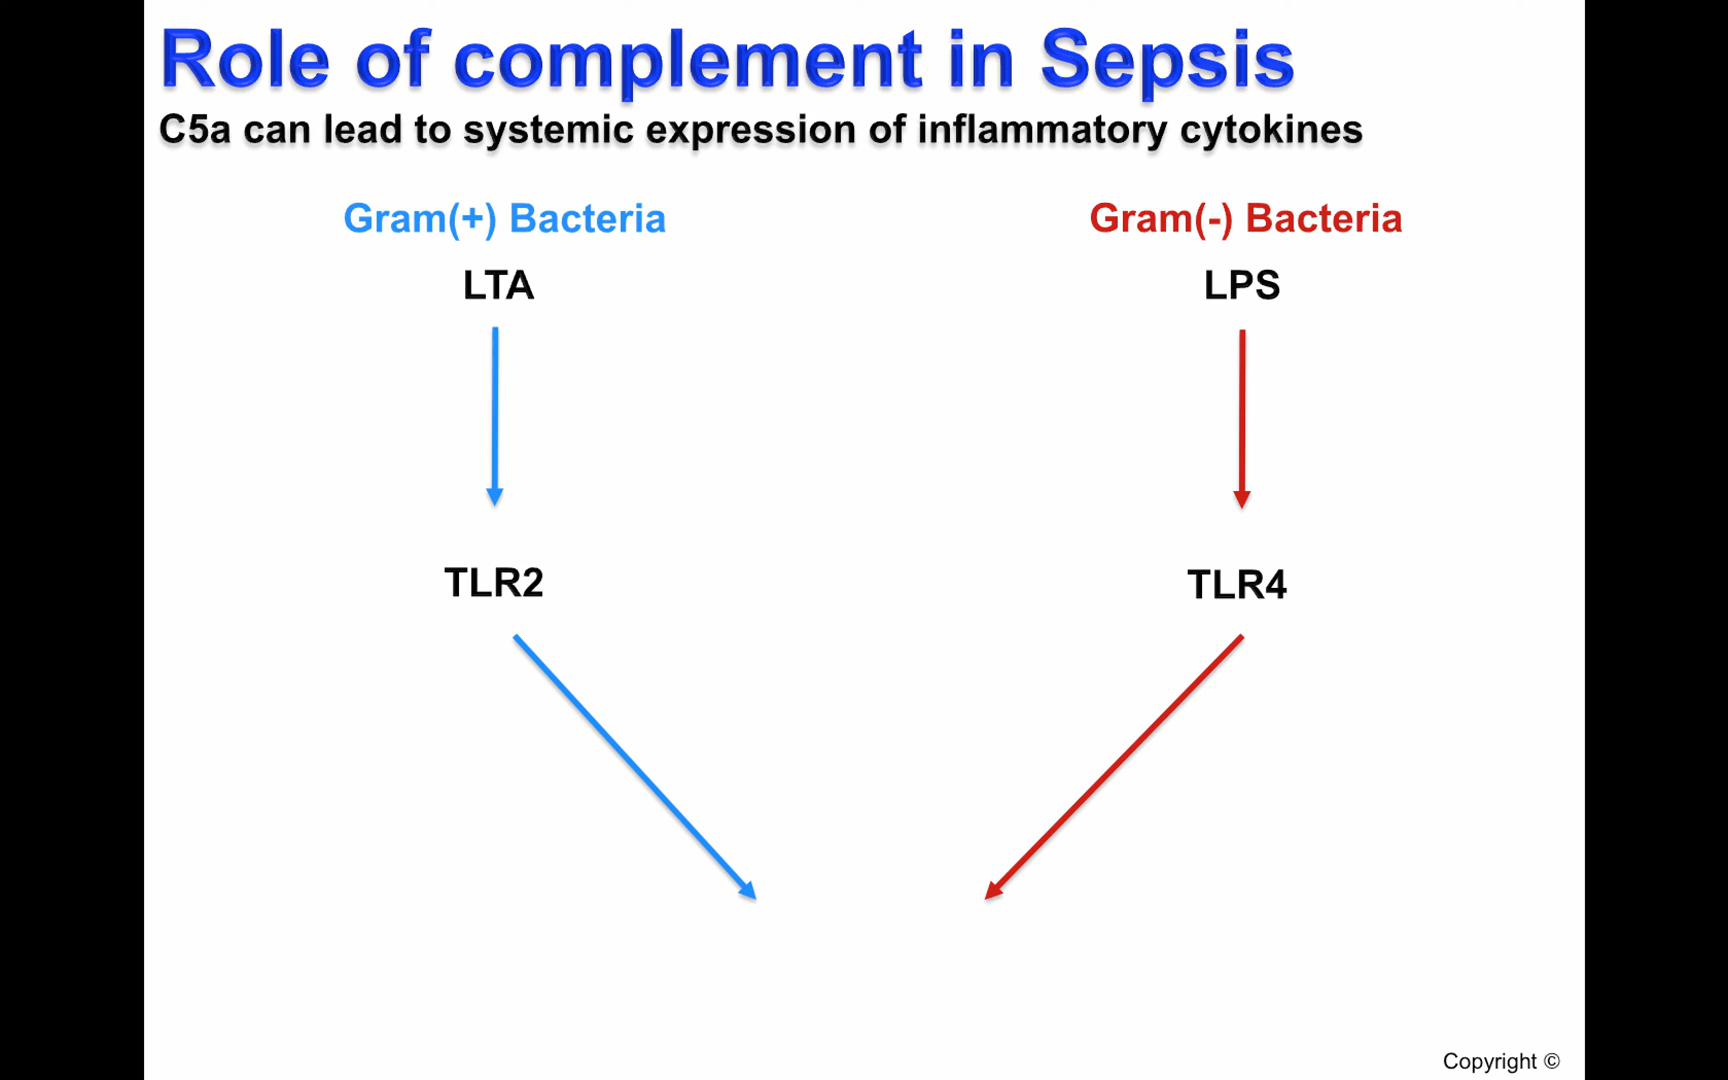 Role of complement in Sepsis
C5a can lead to systemic expression of inflammatory cytokines
Gram(+) Bacteria
Gram(-) Bacteria
LTA
LPS
TLR2
TLR4
Copyright ©